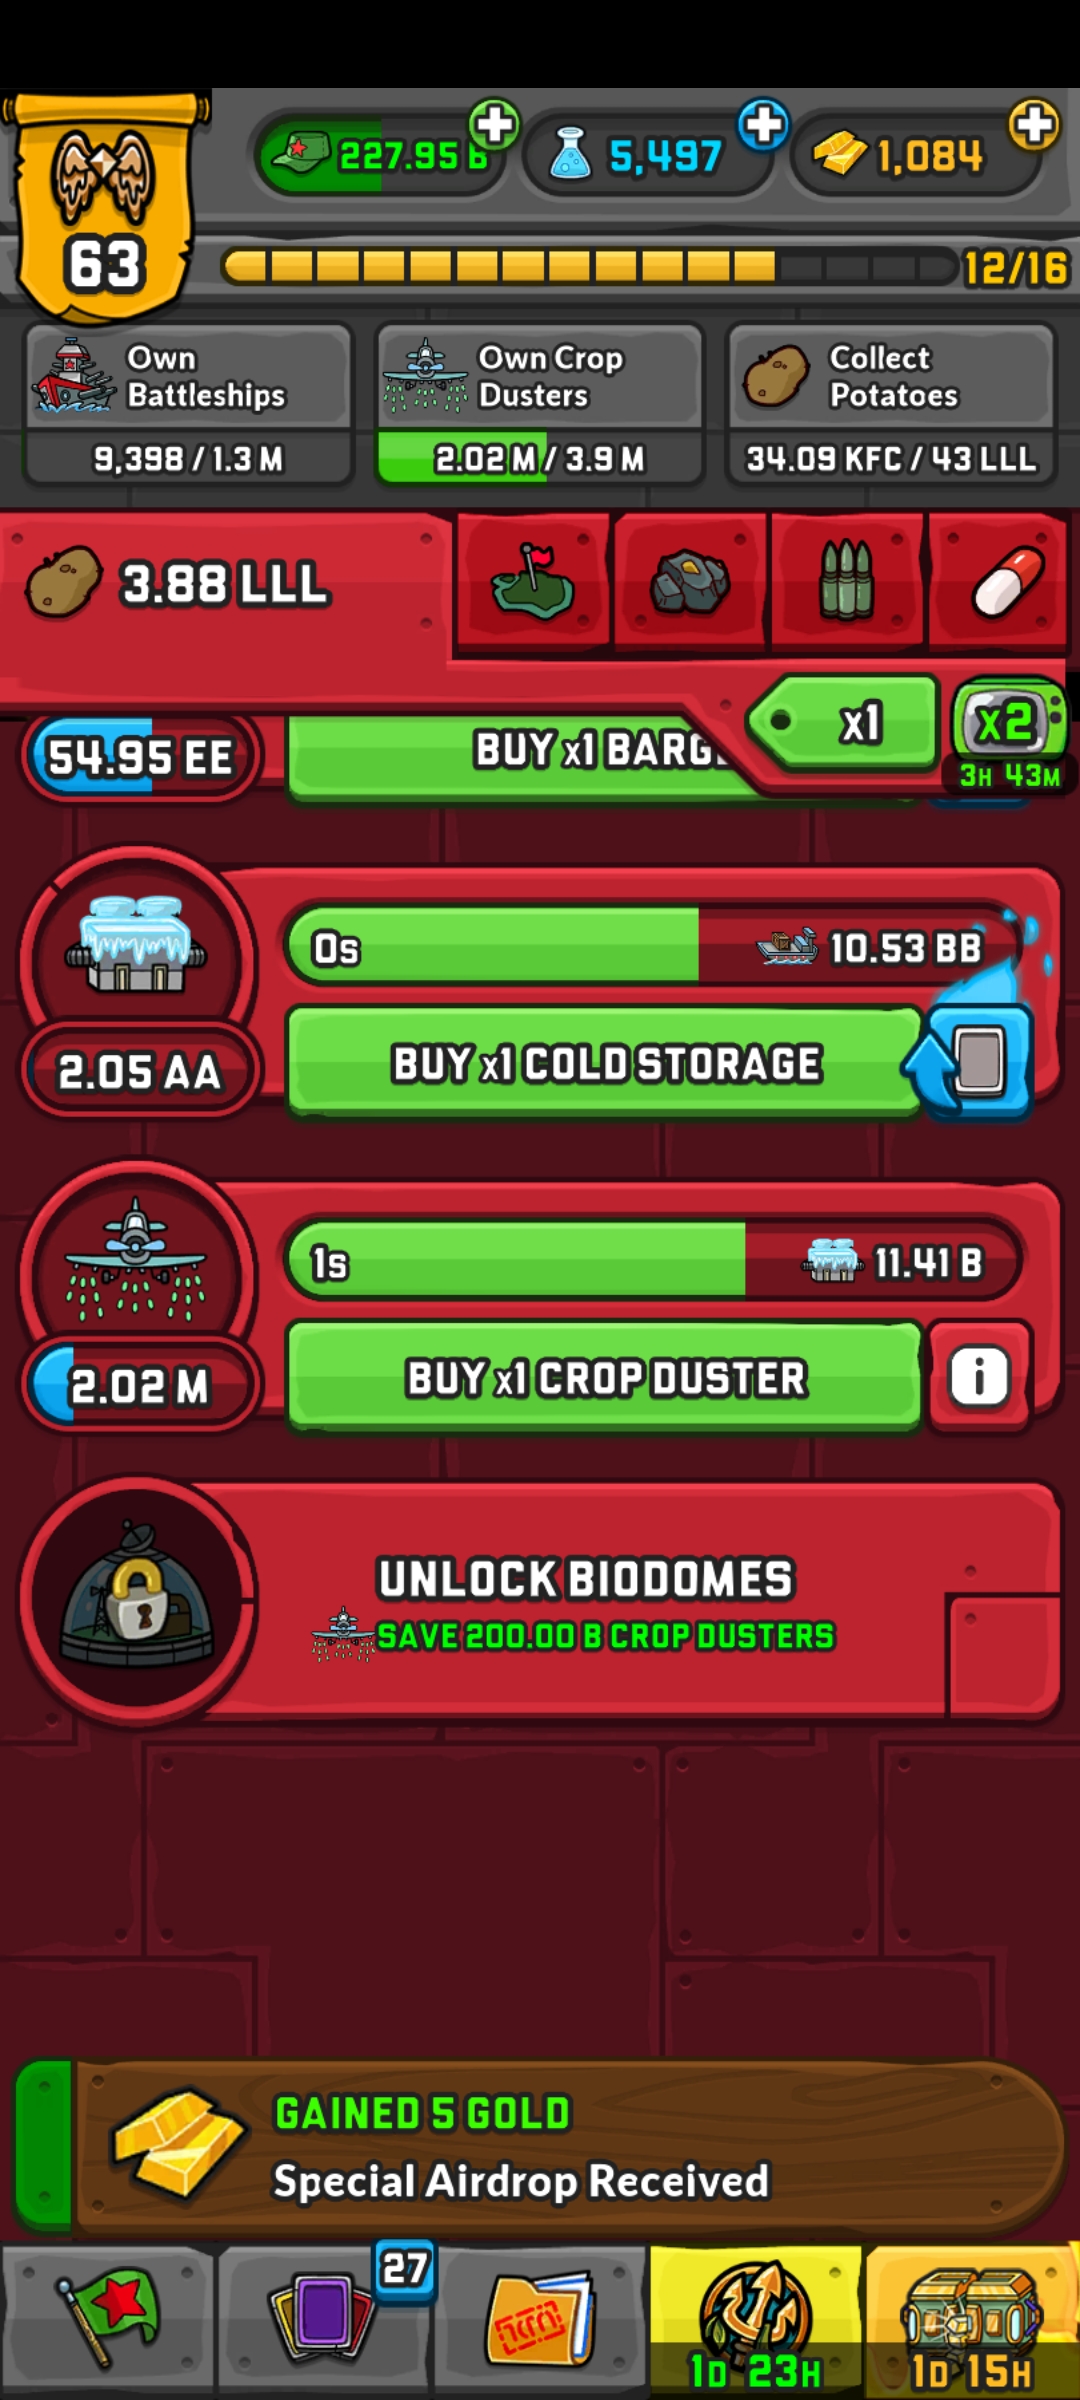 227.95 B
5,497
1,084
63
12/16
Own
Battleships
9,398 / 1.3 M
Own Crop
Dusters
2.02 M / 3.9 M
Collect
Potatoes
34.09 KFC / 43 LLL
3.88 LLL
x1
x2
3H 43M
54.95 EE
BUY x1 BARG
0s
10.53 BB
2.05 AA
BUY x1 COLD STORAGE
1s
11.41 B
2.02 M
BUY x1 CROP DUSTER
i
UNLOCK BIODOMES
SAVE 200.00 B CROP DUSTERS
GAINED 5 GOLD
Special Airdrop Received
27
1D 23H
1D 15H